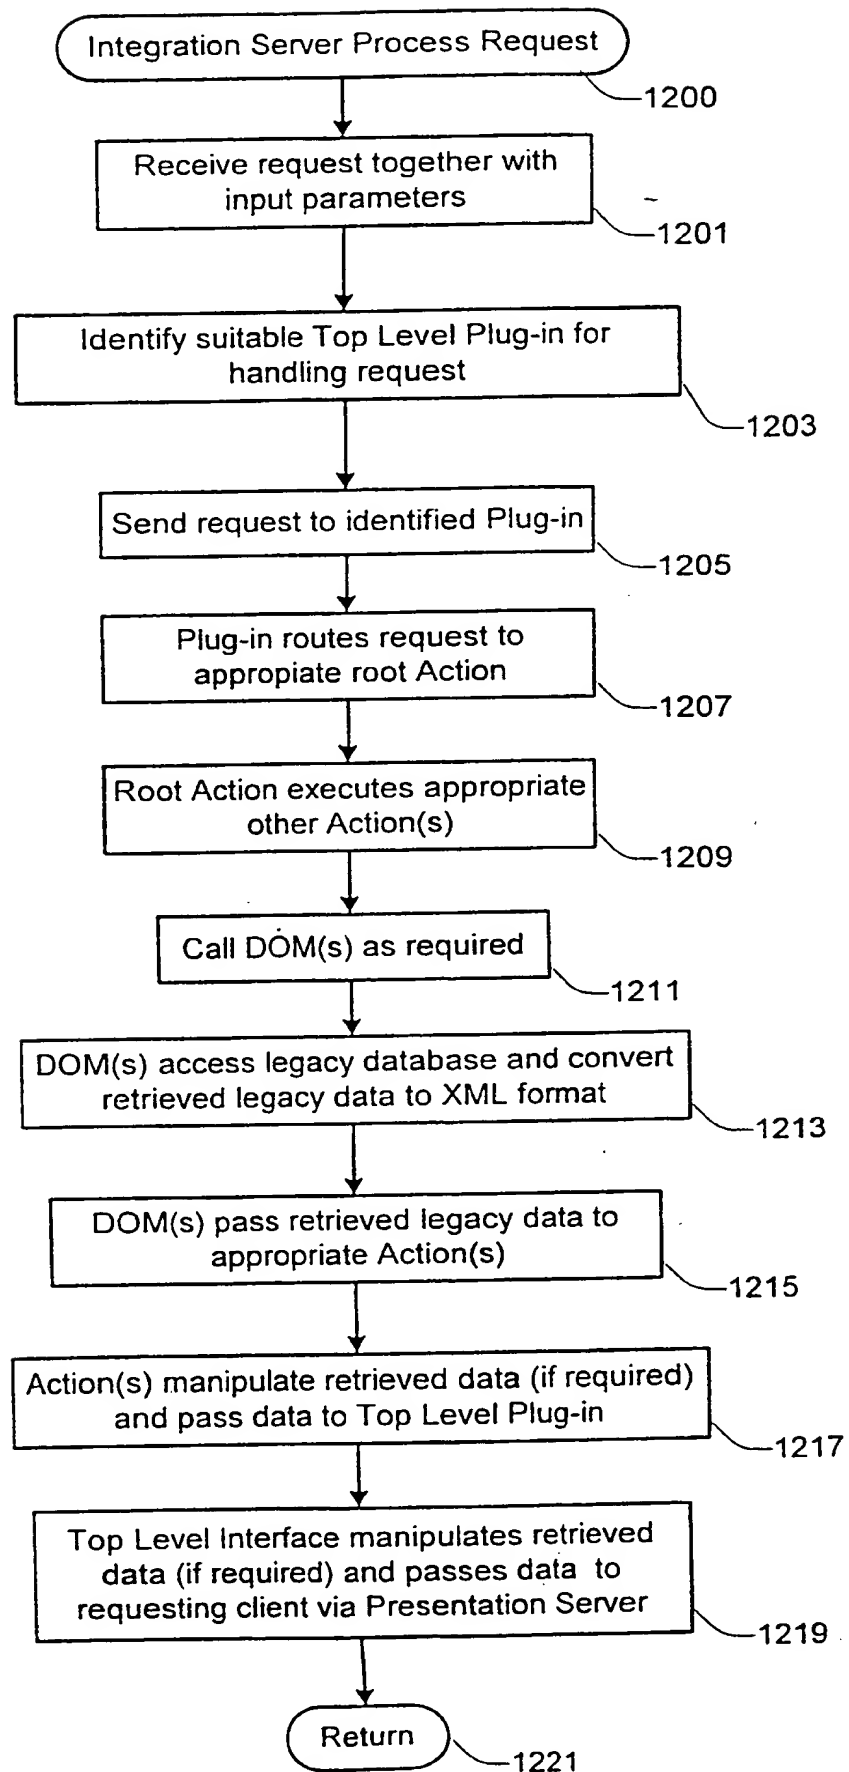 Integration Server Process Request
1200
Receive request together with
input parameters
1201
Identify suitable Top Level Plug-in for
handling request
1203
Send request to identified Plug-in
1205
Plug-in routes request to
appropiate root Action
1207
Root Action executes appropriate
other Action(s)
1209
Call DOM(s) as required
1211
DOM(s) access legacy database and convert
retrieved legacy data to XML format
1213
DOM(s) pass retrieved legacy data to
appropriate Action(s)
1215
Action(s) manipulate retrieved data (if required)
and pass data to Top Level Plug-in
1217
Top Level Interface manipulates retrieved
data (if required) and passes data to
requesting client via Presentation Server
1219
Return
1221